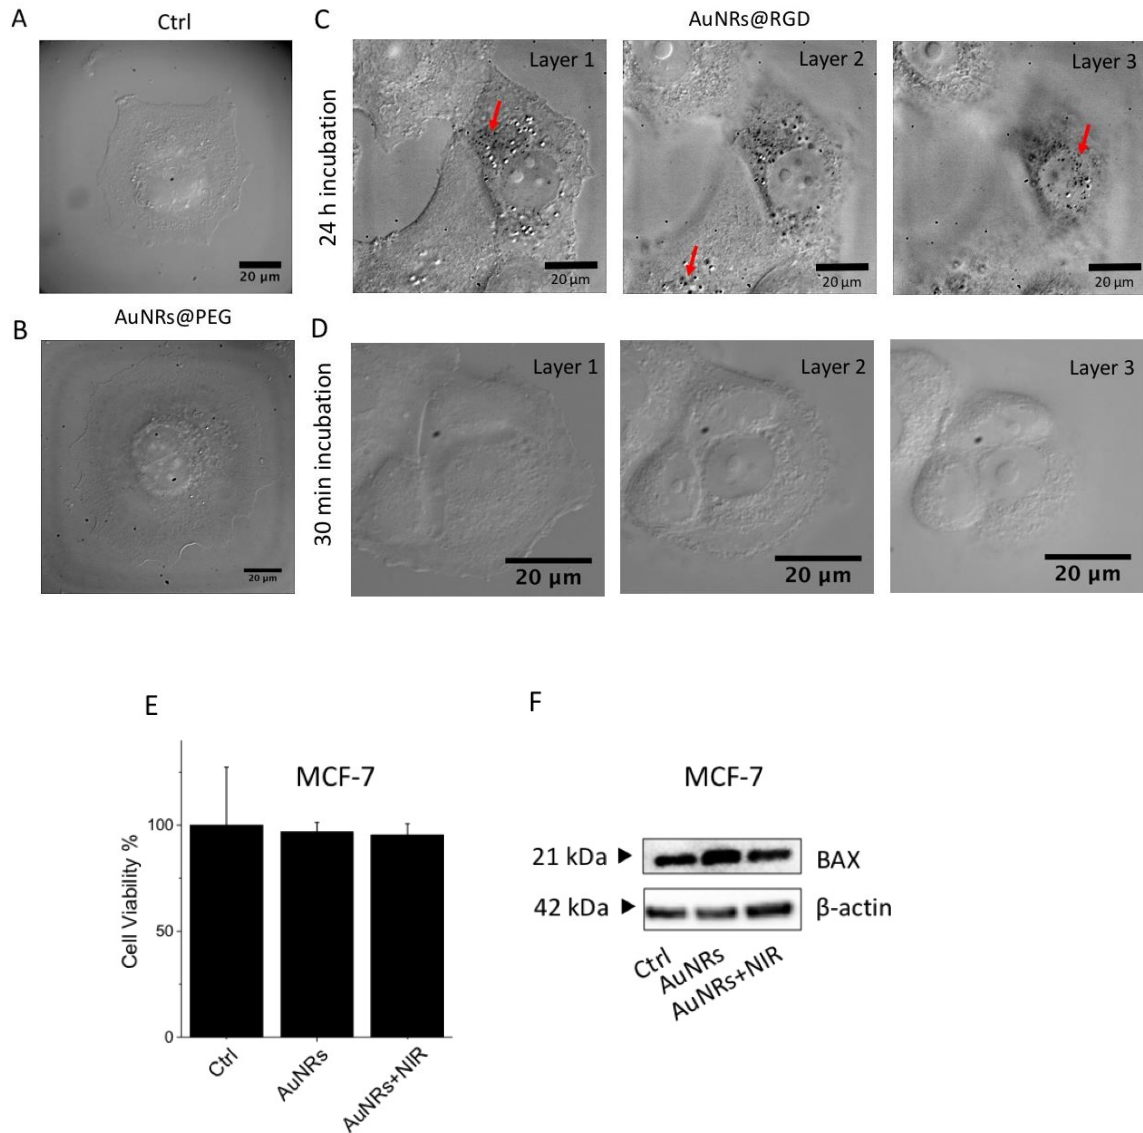 A
Ctrl
20 µm
B
AuNRs@PEG
20 µm
C
AuNRs@RGD
24 h incubation
Layer 1
20 µm
Layer 2
20 µm
Layer 3
20 µm
D
30 min incubation
Layer 1
20 µm
Layer 2
20 µm
Layer 3
20 µm
E
MCF-7
Cell Viability %
100
50
0
Ctrl
AuNRs
AuNRs+NIR
F
MCF-7
21 kDa
BAX
42 kDa
β-actin
Ctrl
AuNRs
AuNRs+NIR